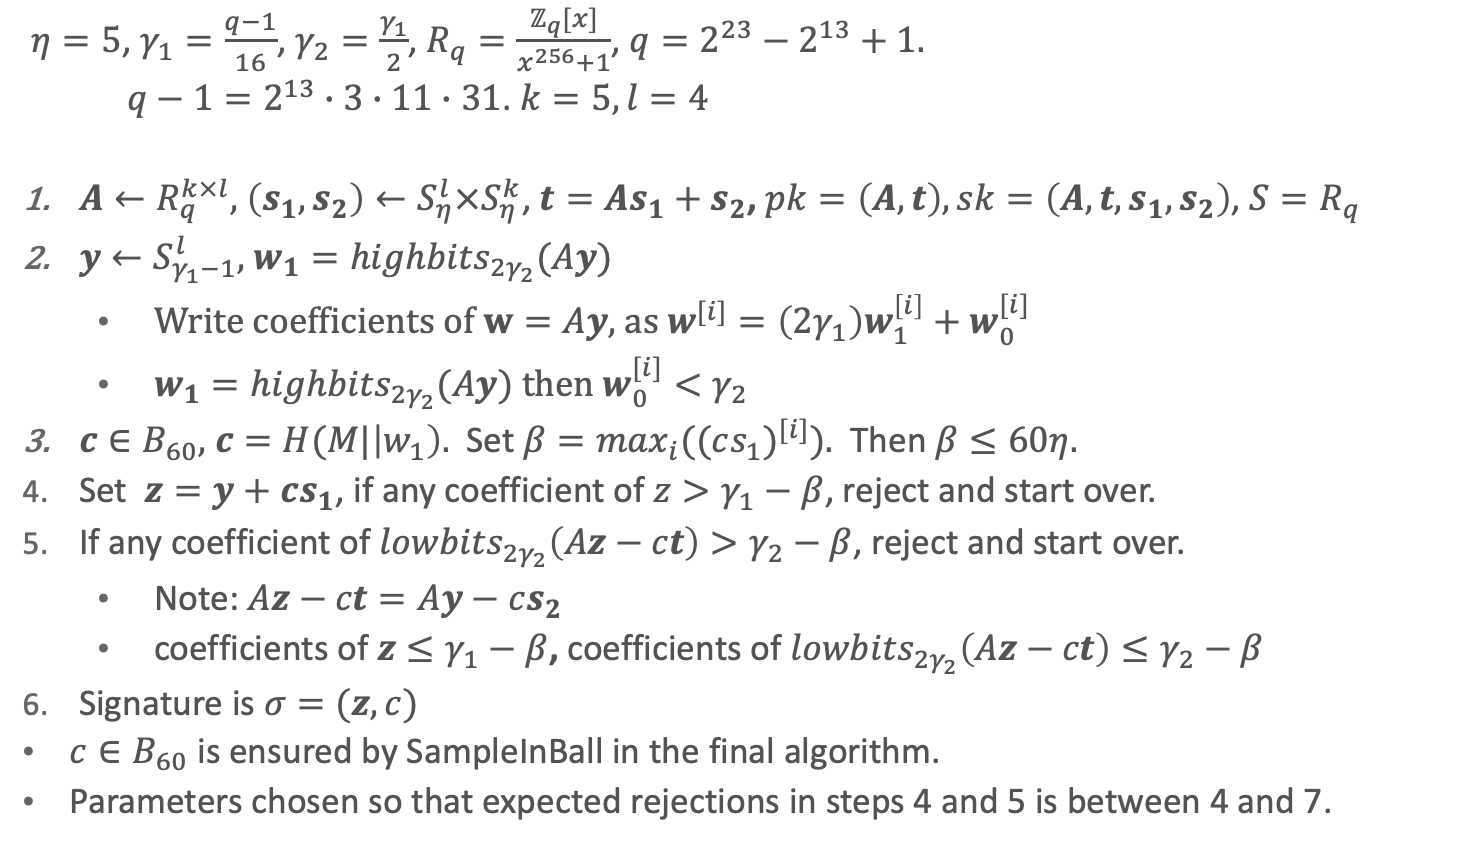 η = 5, γ₁ = (q−1)/16, γ₂ = γ₁/2, R_q = ℤ_q[x]/(x^256+1), q = 2^23 − 2^13 + 1.
q − 1 = 2^13 · 3 · 11 · 31. k = 5, l = 4
1. A ← R_q^{k×l}, (s₁, s₂) ← S_η^l × S_η^k, t = As₁ + s₂, pk = (A, t), sk = (A, t, s₁, s₂), S = R_q
2. y ← S_{γ₁−1}^l, w₁ = highbits_{2γ₂}(Ay)
• Write coefficients of w = Ay, as w^{[i]} = (2γ₁)w₁^{[i]} + w₀^{[i]}
• w₁ = highbits_{2γ₂}(Ay) then w₀^{[i]} < γ₂
3. c ∈ B₆₀, c = H(M||w₁). Set β = max_i((cs₁)^{[i]}). Then β ≤ 60η.
4. Set z = y + cs₁, if any coefficient of z > γ₁ − β, reject and start over.
5. If any coefficient of lowbits_{2γ₂}(Az − ct) > γ₂ − β, reject and start over.
• Note: Az − ct = Ay − cs₂
• coefficients of z ≤ γ₁ − β, coefficients of lowbits_{2γ₂}(Az − ct) ≤ γ₂ − β
6. Signature is σ = (z, c)
• c ∈ B₆₀ is ensured by SampleInBall in the final algorithm.
• Parameters chosen so that expected rejections in steps 4 and 5 is between 4 and 7.